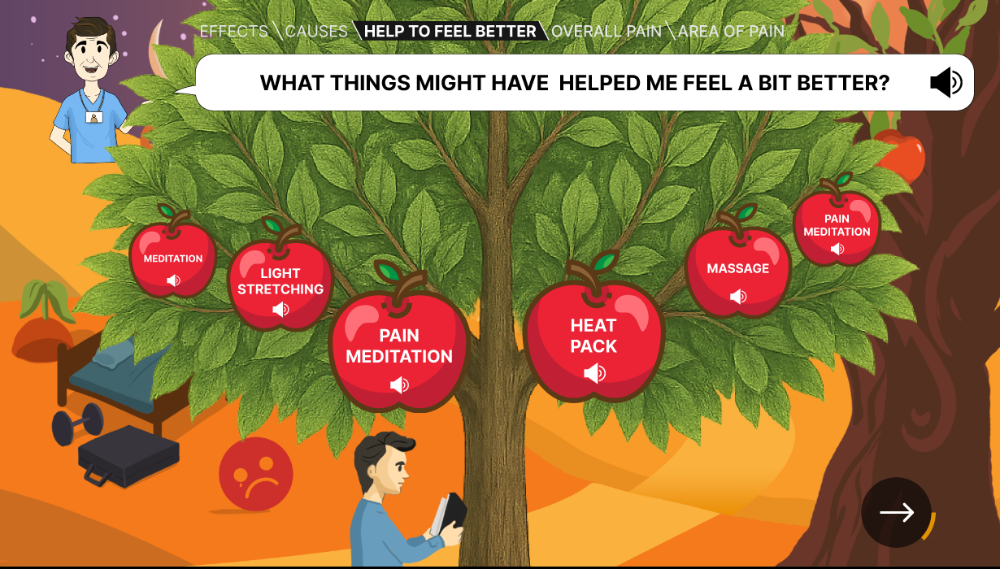 EFFECTS \ CAUSES \ HELP TO FEEL BETTER \ OVERALL PAIN \ AREA OF PAIN
WHAT THINGS MIGHT HAVE HELPED ME FEEL A BIT BETTER?
MEDITATION
LIGHT
STRETCHING
PAIN
MEDITATION
HEAT
PACK
MASSAGE
PAIN
MEDITATION